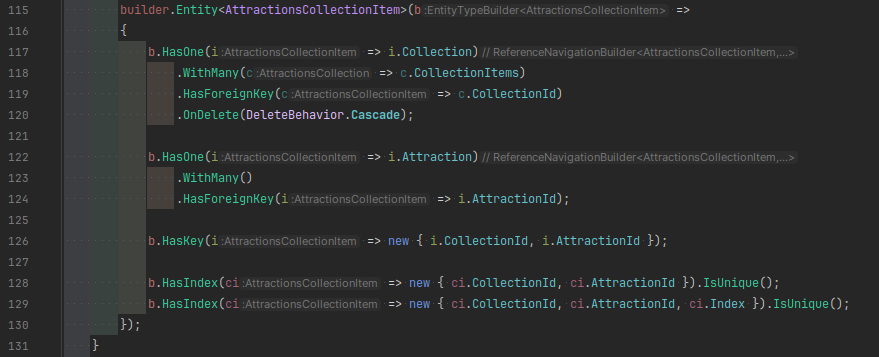 115 builder.Entity<AttractionsCollectionItem>(b :EntityTypeBuilder<AttractionsCollectionItem> =>
116 {
117 b.HasOne(i :AttractionsCollectionItem => i.Collection) // ReferenceNavigationBuilder<AttractionsCollectionItem,...>
118 .WithMany(c :AttractionsCollection => c.CollectionItems)
119 .HasForeignKey(c :AttractionsCollectionItem => c.CollectionId)
120 .OnDelete(DeleteBehavior.Cascade);
121
122 b.HasOne(i :AttractionsCollectionItem => i.Attraction) // ReferenceNavigationBuilder<AttractionsCollectionItem,...>
123 .WithMany()
124 .HasForeignKey(i :AttractionsCollectionItem => i.AttractionId);
125
126 b.HasKey(i :AttractionsCollectionItem => new { i.CollectionId, i.AttractionId });
127
128 b.HasIndex(ci :AttractionsCollectionItem => new { ci.CollectionId, ci.AttractionId }).IsUnique();
129 b.HasIndex(ci :AttractionsCollectionItem => new { ci.CollectionId, ci.AttractionId, ci.Index }).IsUnique();
130 });
131 }